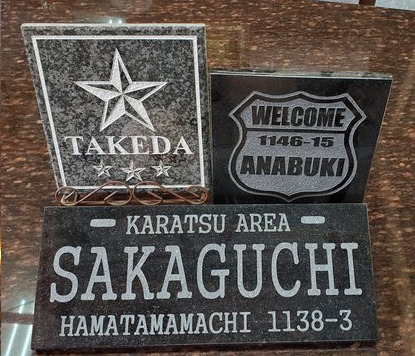 TAKEDA
WELCOME
1146-15
ANABUKI
KARATSU AREA
SAKAGUCHI
HAMATAMAMACHI 1138-3